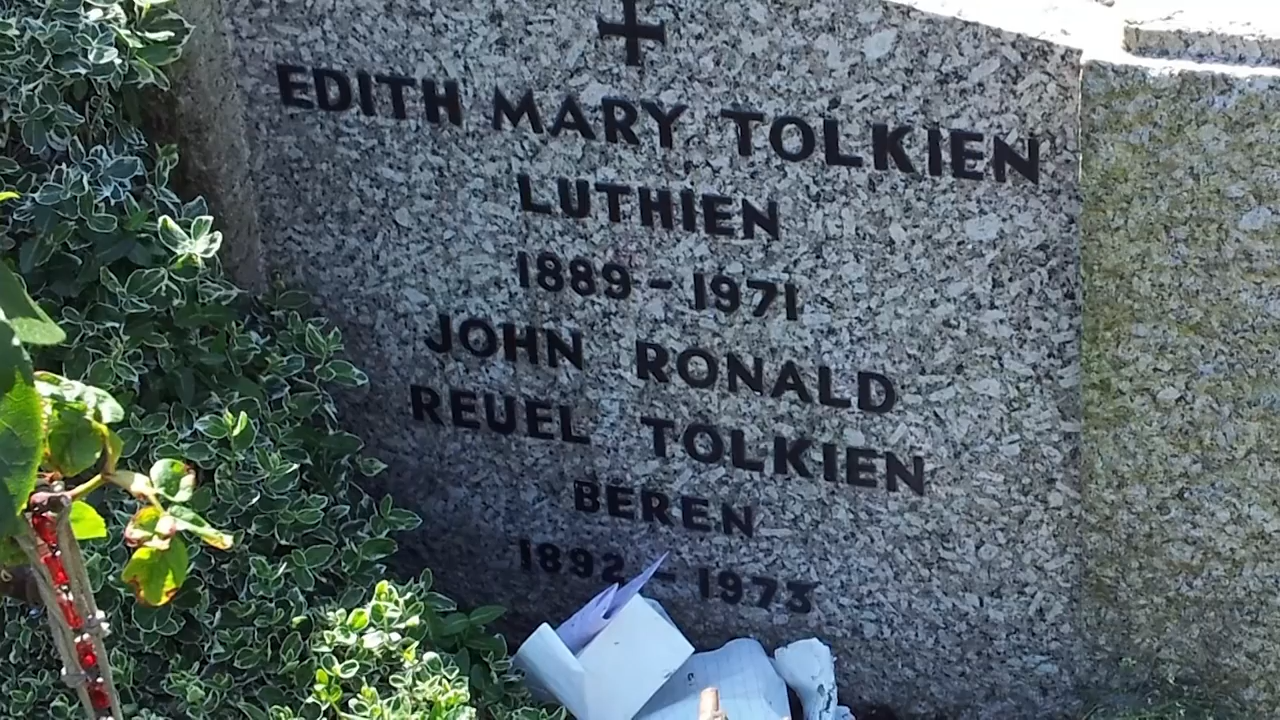 EDITH MARY TOLKIEN
LUTHIEN
1889 - 1971
JOHN RONALD
REUEL TOLKIEN
BEREN
1892 - 1973